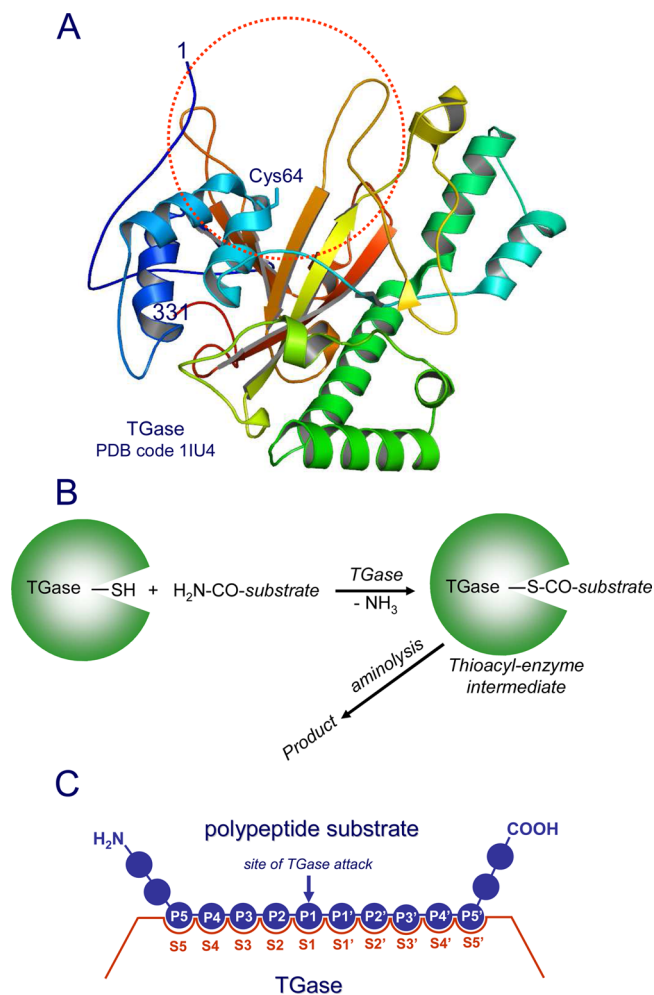 A
1
Cys64
331
TGase
PDB code 1IU4
B
TGase —SH + H₂N-CO-substrate TGase - NH₃ TGase —S-CO-substrate
Thioacyl-enzyme
intermediate
aminolysis
Product
C
H₂N polypeptide substrate COOH
site of TGase attack
P5 P4 P3 P2 P1 P1’ P2’ P3’ P4’ P5’
S5 S4 S3 S2 S1 S1’ S2’ S3’ S4’ S5’
TGase